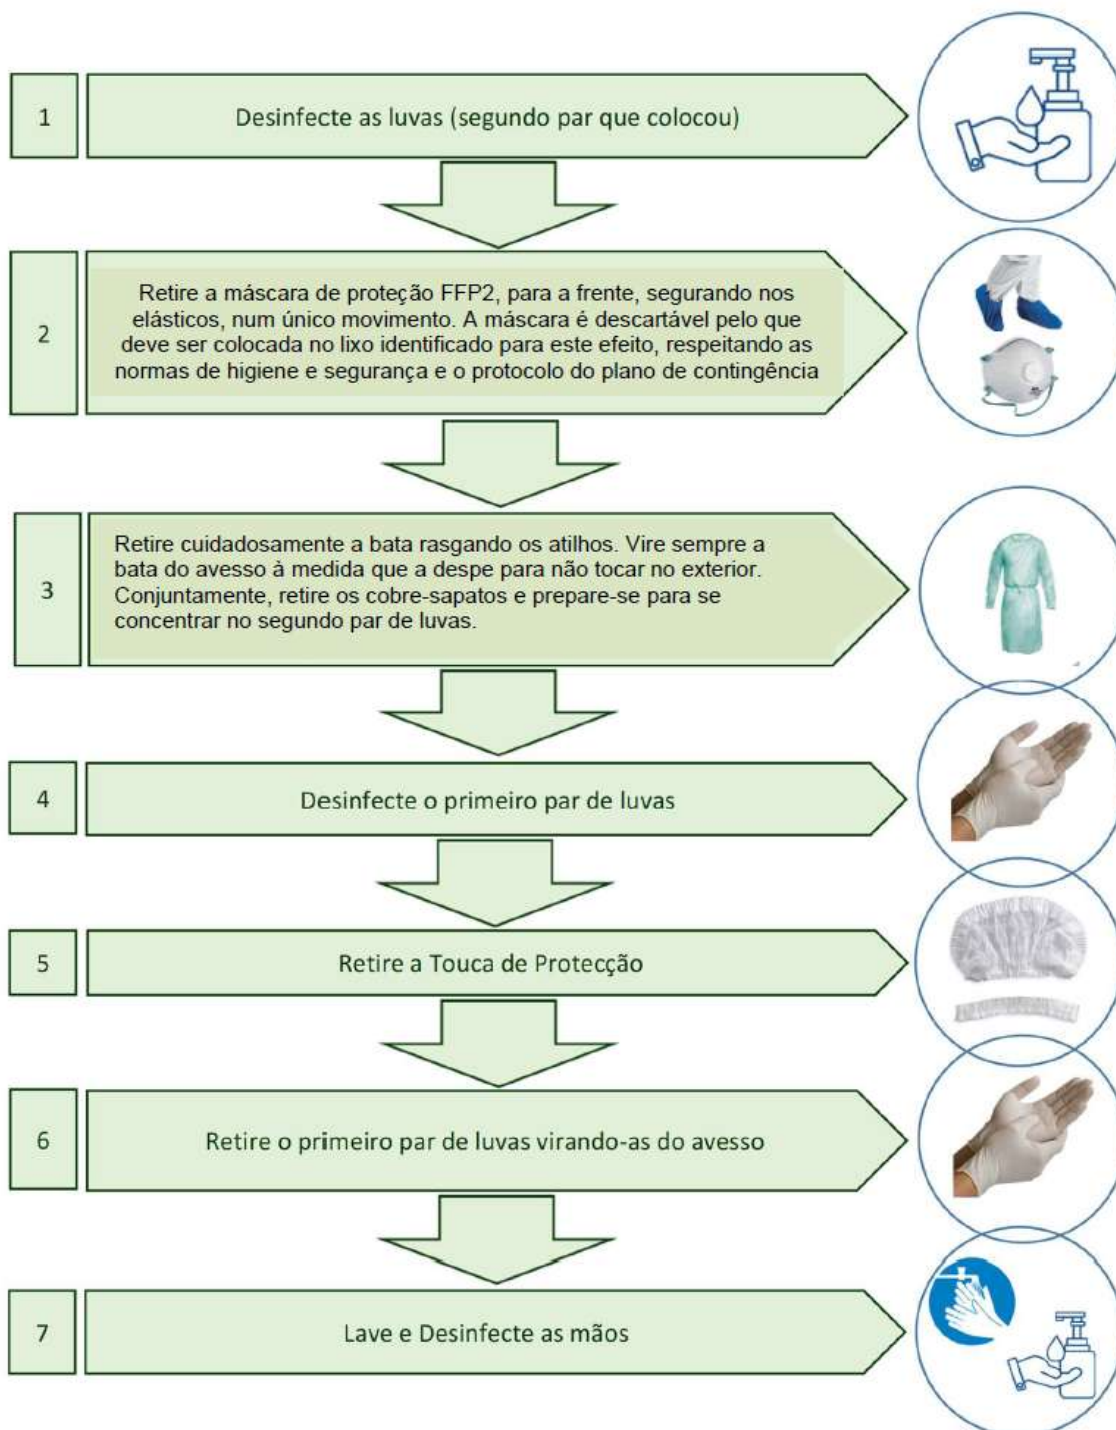 1
Desinfecte as luvas (segundo par que colocou)
2
Retire a máscara de proteção FFP2, para a frente, segurando nos
elásticos, num único movimento. A máscara é descartável pelo que
deve ser colocada no lixo identificado para este efeito, respeitando as
normas de higiene e segurança e o protocolo do plano de contingência
3
Retire cuidadosamente a bata rasgando os atilhos. Vire sempre a
bata do avesso à medida que a despe para não tocar no exterior.
Conjuntamente, retire os cobre-sapatos e prepare-se para se
concentrar no segundo par de luvas.
4
Desinfecte o primeiro par de luvas
5
Retire a Touca de Protecção
6
Retire o primeiro par de luvas virando-as do avesso
7
Lave e Desinfecte as mãos